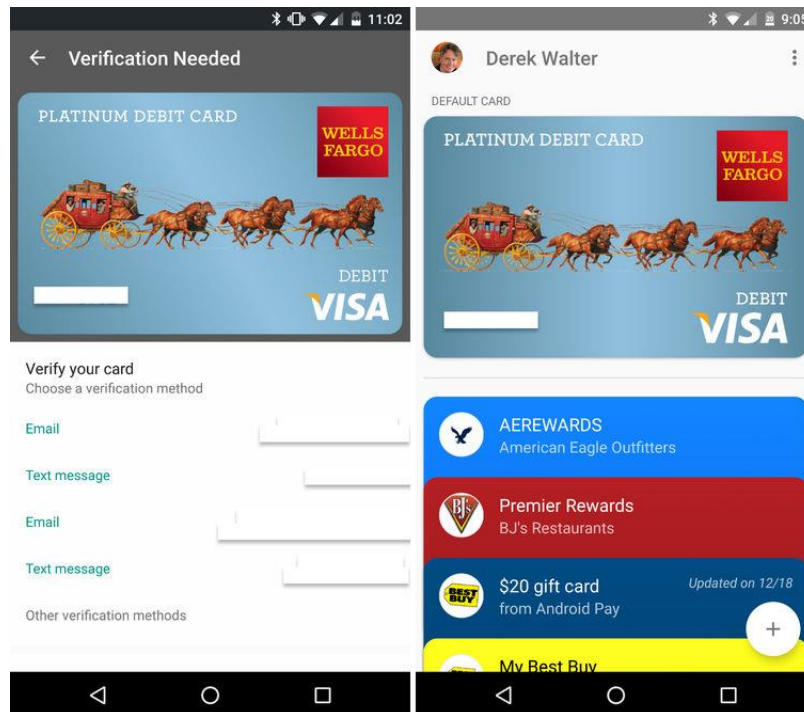 11:02
Verification Needed
PLATINUM DEBIT CARD
WELLS
FARGO
DEBIT
VISA
Verify your card
Choose a verification method
Email
Text message
Email
Text message
Other verification methods
9:05
Derek Walter
DEFAULT CARD
PLATINUM DEBIT CARD
WELLS
FARGO
DEBIT
VISA
AEREWARDS
American Eagle Outfitters
BJ's
Premier Rewards
BJ's Restaurants
BEST
BUY
$20 gift card
Updated on 12/18
from Android Pay
+
My Best Buy